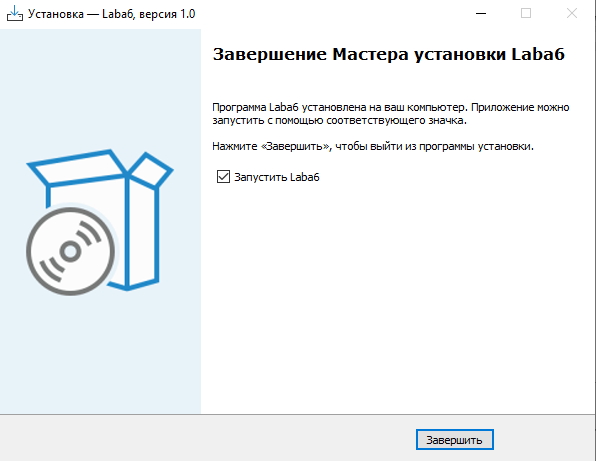 Установка — Laba6, версия 1.0
Завершение Мастера установки Laba6
Программа Laba6 установлена на ваш компьютер. Приложение можно
запустить с помощью соответствующего значка.
Нажмите «Завершить», чтобы выйти из программы установки.
Запустить Laba6
Завершить